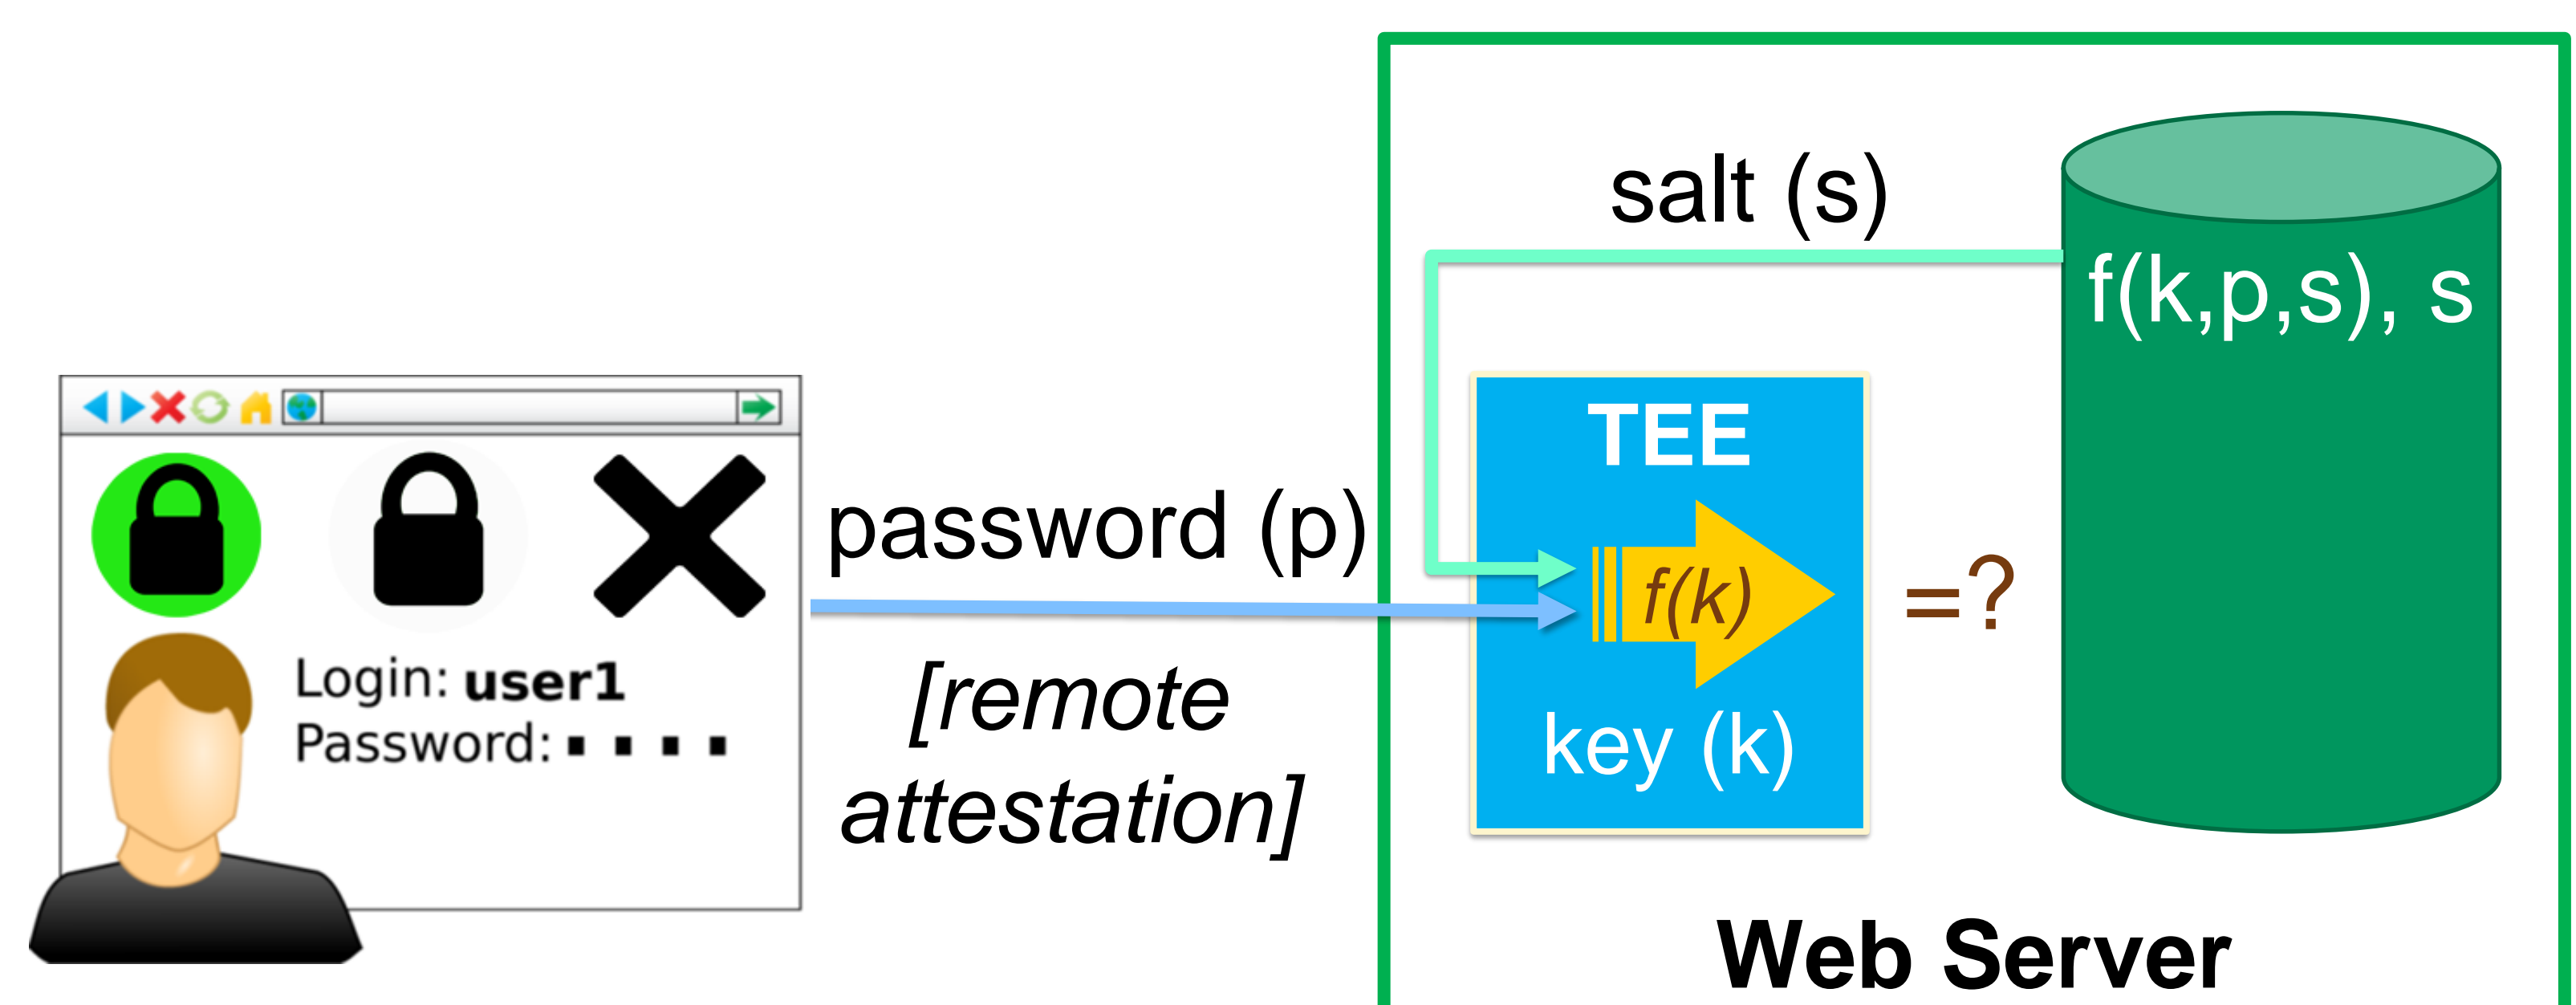 salt (s)
f(k,p,s), s
TEE
password (p)
f(k)
=?
Login: user1
Password:
[remote
attestation]
key (k)
Web Server